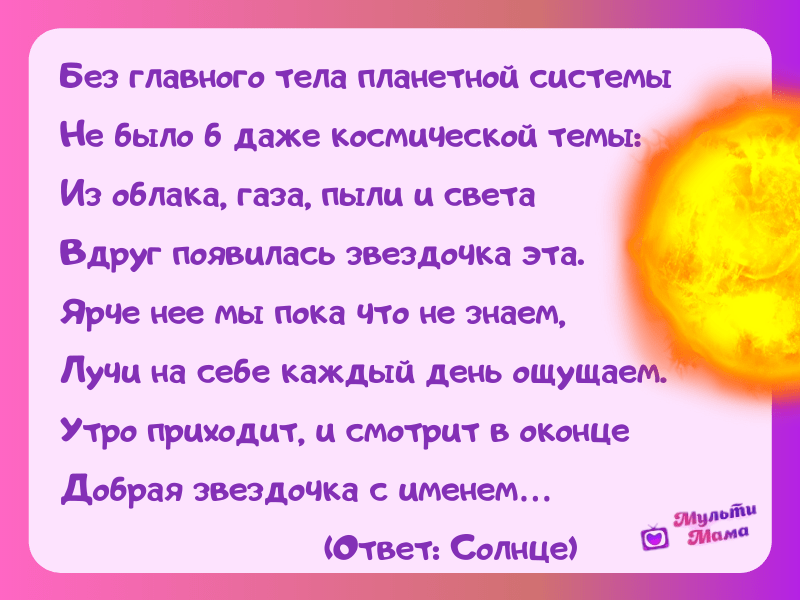 Без главного тела планетной системы
Не было б даже космической темы:
Из облака, газа, пыли и света
Вдруг появилась звездочка эта.
Ярче нее мы пока что не знаем,
Лучи на себе каждый день ощущаем.
Утро приходит, и смотрит в оконце
Добрая звездочка с именем...
(Ответ: Солнце)
Мульти
Мама